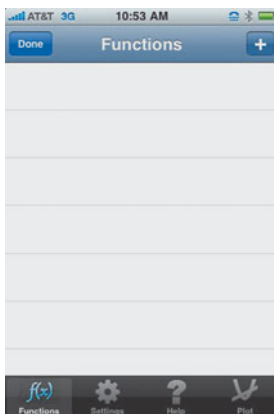 AT&T 3G 10:53 AM
Done Functions +
f(x) ?
Functions Settings Help Plot